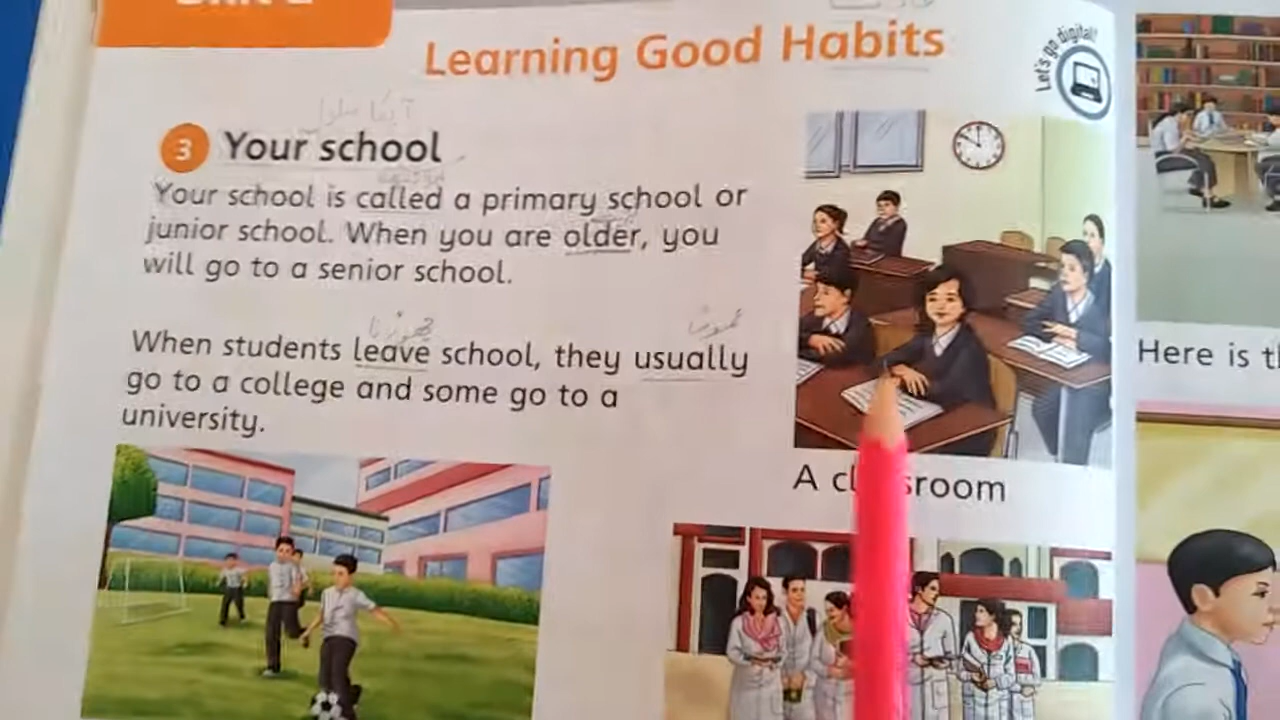 Learning Good Habits
Let's go digital!
3 Your school
Your school is called a primary school or
junior school. When you are older, you
will go to a senior school.
چھوڑنا
When students leave school, they usually
go to a college and some go to a
university.
A cl sroom
Here is t